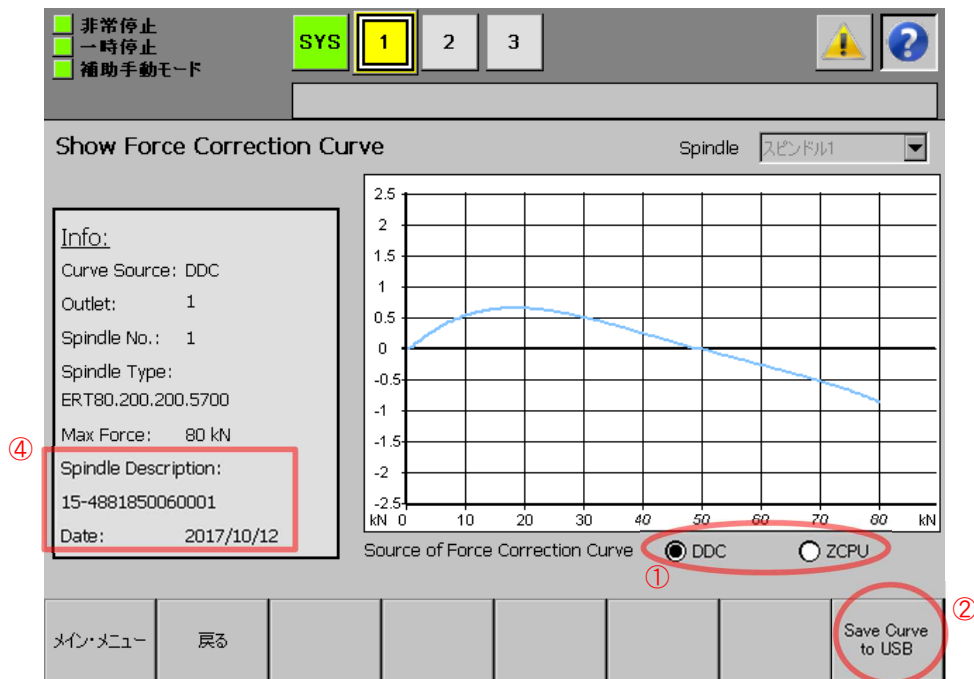 非常停止
一時停止
補助手動モード
SYS 1 2 3
Show Force Correction Curve
Spindle スピンドル1
Info:
Curve Source: DDC
Outlet: 1
Spindle No.: 1
Spindle Type:
ERT80.200.200.5700
Max Force: 80 kN
④
Spindle Description:
15-4881850060001
Date: 2017/10/12
2.5
2
1.5
1
0.5
0
-0.5
-1
-1.5
-2
-2.5
kN 0 10 20 30 40 50 60 70 80 kN
Source of Force Correction Curve DDC ZCPU
①
②
メイン・メニュー 戻る Save Curve
to USB